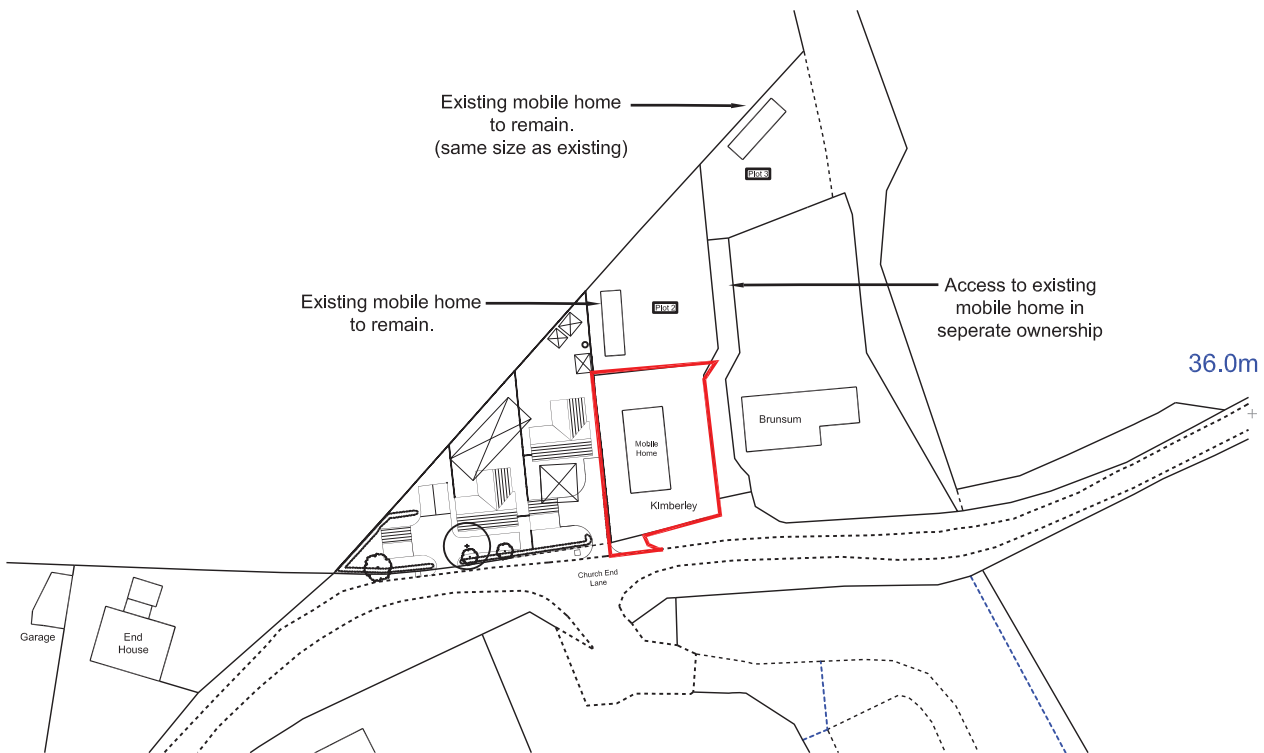 Existing mobile home
to remain.
(same size as existing)
Plot 3
Existing mobile home
to remain.
Plot 2
Access to existing
mobile home in
seperate ownership
36.0m
Brunsum
Mobile
Home
KImberley
Church End
Lane
Garage
End
House